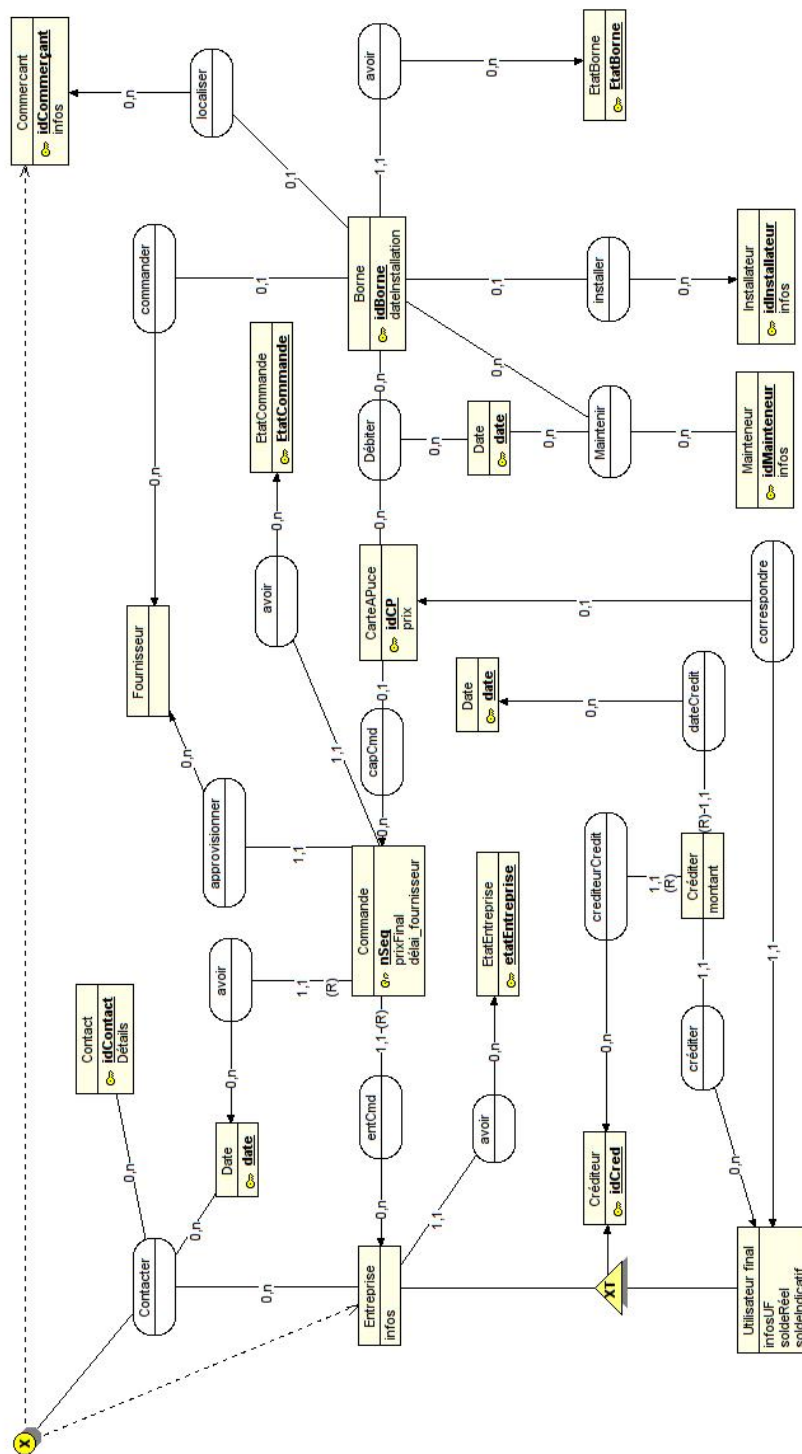 Commerçant
idCommerçant
infos
0,n
localiser
0,1
avoir
1,1
0,n
EtatBorne
EtatBorne
commander
0,1
0,n
Borne
idBorne
dateInstallation
0,1
installer
0,n
Installateur
idInstallateur
infos
EtatCommande
EtatCommande
0,n
avoir
1,1
0,n
Débiter
0,n
0,n
Date
date
0,n
0,n
Maintenir
0,n
Mainteneur
idMainteneur
infos
Fournisseur
0,n
approvisionner
1,1
CarteAPuce
idCP
prix
0,1
capCmd
0,n
0,1
correspondre
1,1
Date
date
0,n
dateCredit
(R)-1,1
Commande
nSeq
prixFinal
délai_fournisseur
avoir
1,1
(R)
0,n
Date
date
0,n
Contact
idContact
Détails
0,n
Contacter
0,n
1,1-(R)
entCmd
0,n
EtatEntreprise
etatEntreprise
0,n
avoir
1,1
crediteurCredit
1,1
(R)
0,n
Créditer
montant
1,1
créditer
0,n
Créditeur
idCred
X
Entreprise
infos
XT
Utilisateur final
infosUF
soldeRéel
soldeIndicatif